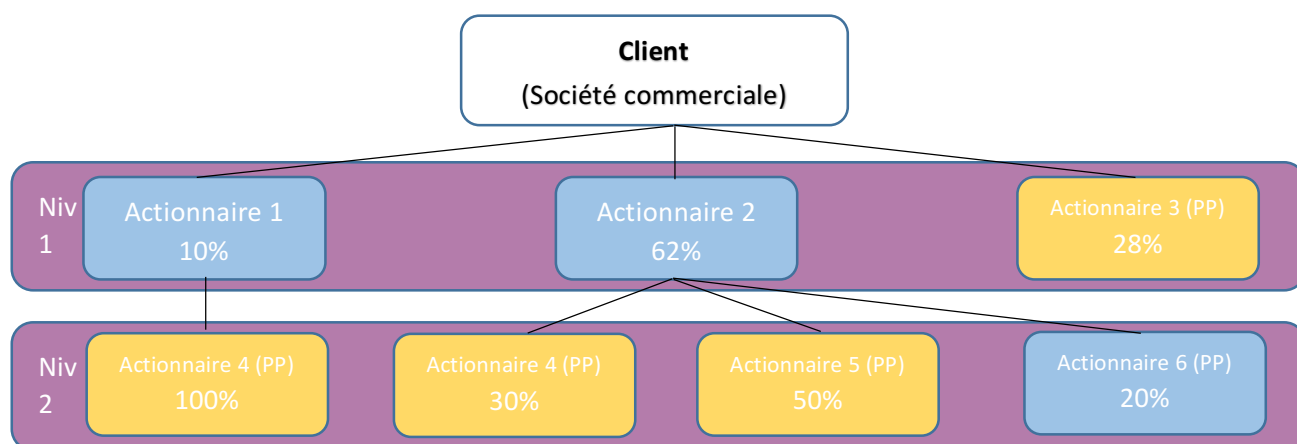 Client
(Société commerciale)
Niv
1
Actionnaire 1
10%
Actionnaire 2
62%
Actionnaire 3 (PP)
28%
Niv
2
Actionnaire 4 (PP)
100%
Actionnaire 4 (PP)
30%
Actionnaire 5 (PP)
50%
Actionnaire 6 (PP)
20%